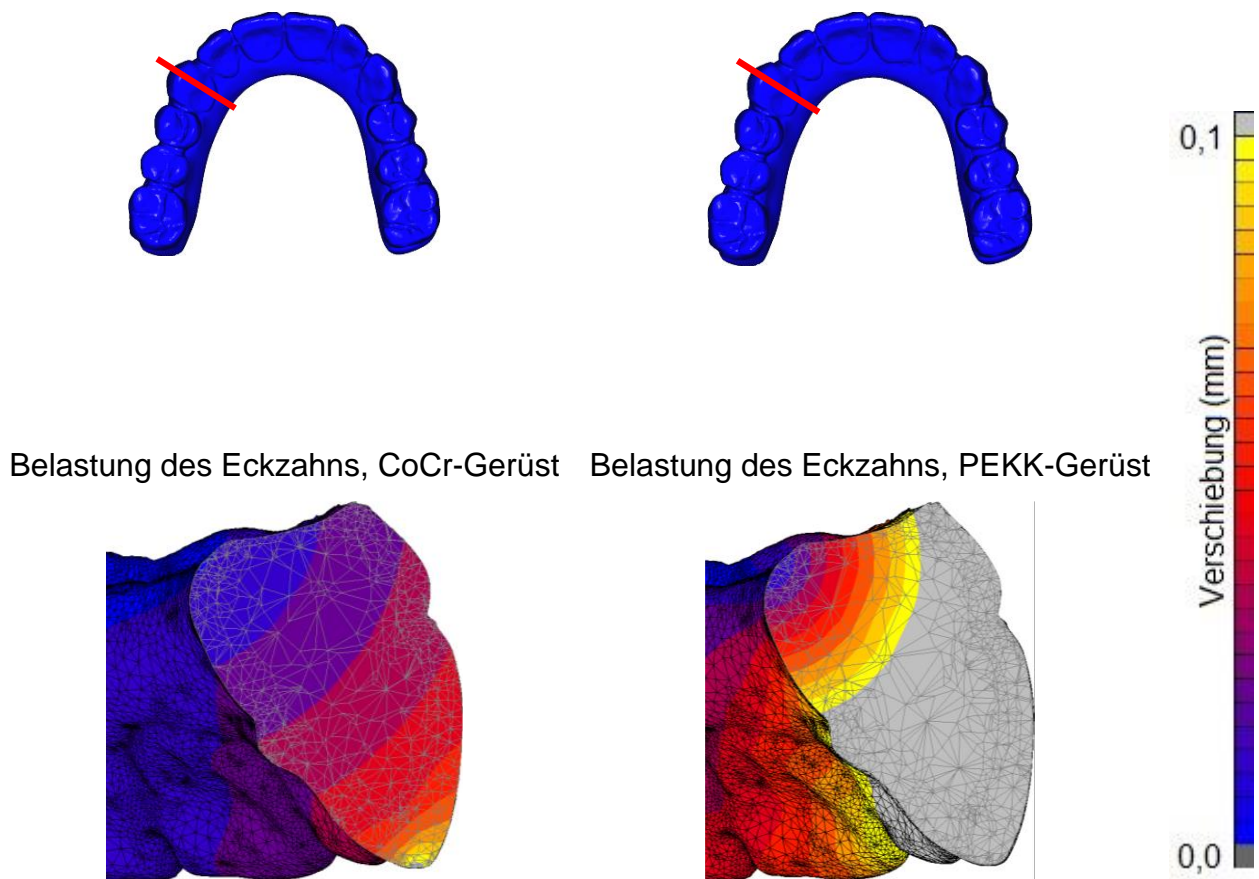 0,1
Verschiebung (mm)
0,0
Belastung des Eckzahns, CoCr-Gerüst
Belastung des Eckzahns, PEKK-Gerüst